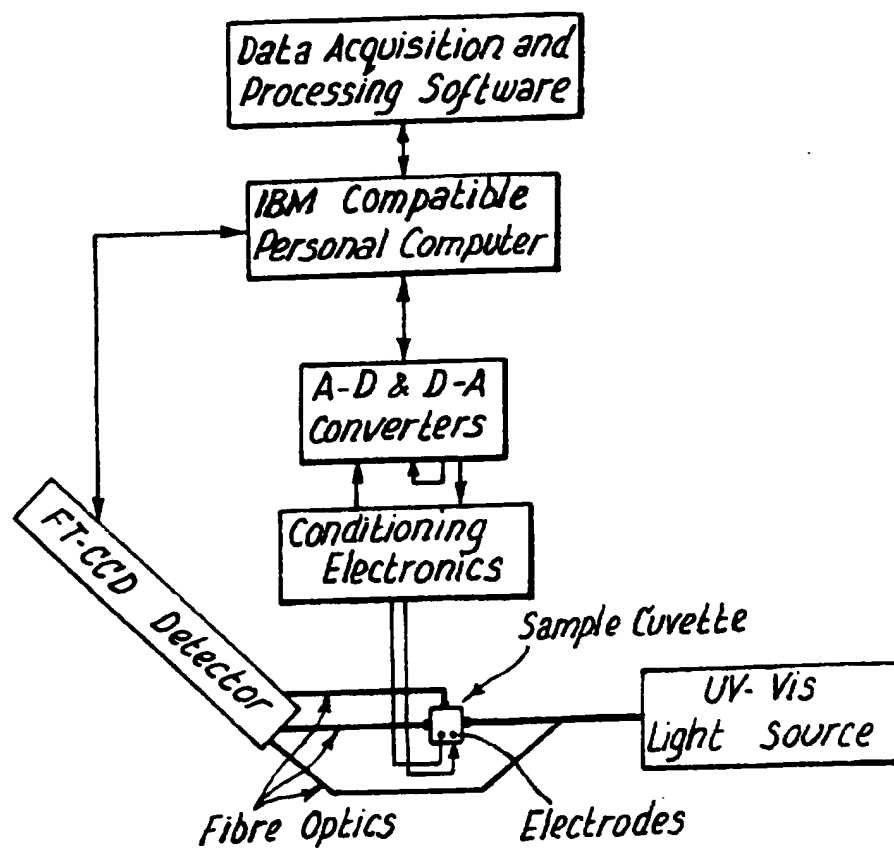 Data Acquisition and
Processing Software
IBM Compatible
Personal Computer
A-D & D-A
Converters
Conditioning
Electronics
FT-CCD Detector
Sample Cuvette
UV-Vis
Light Source
Fibre Optics
Electrodes